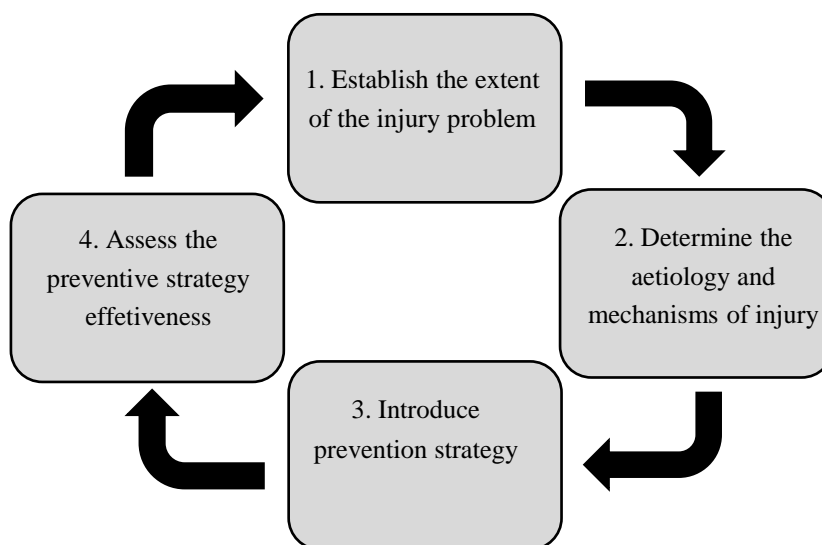 1. Establish the extent
of the injury problem
2. Determine the
aetiology and
mechanisms of injury
3. Introduce
prevention strategy
4. Assess the
preventive strategy
effetiveness